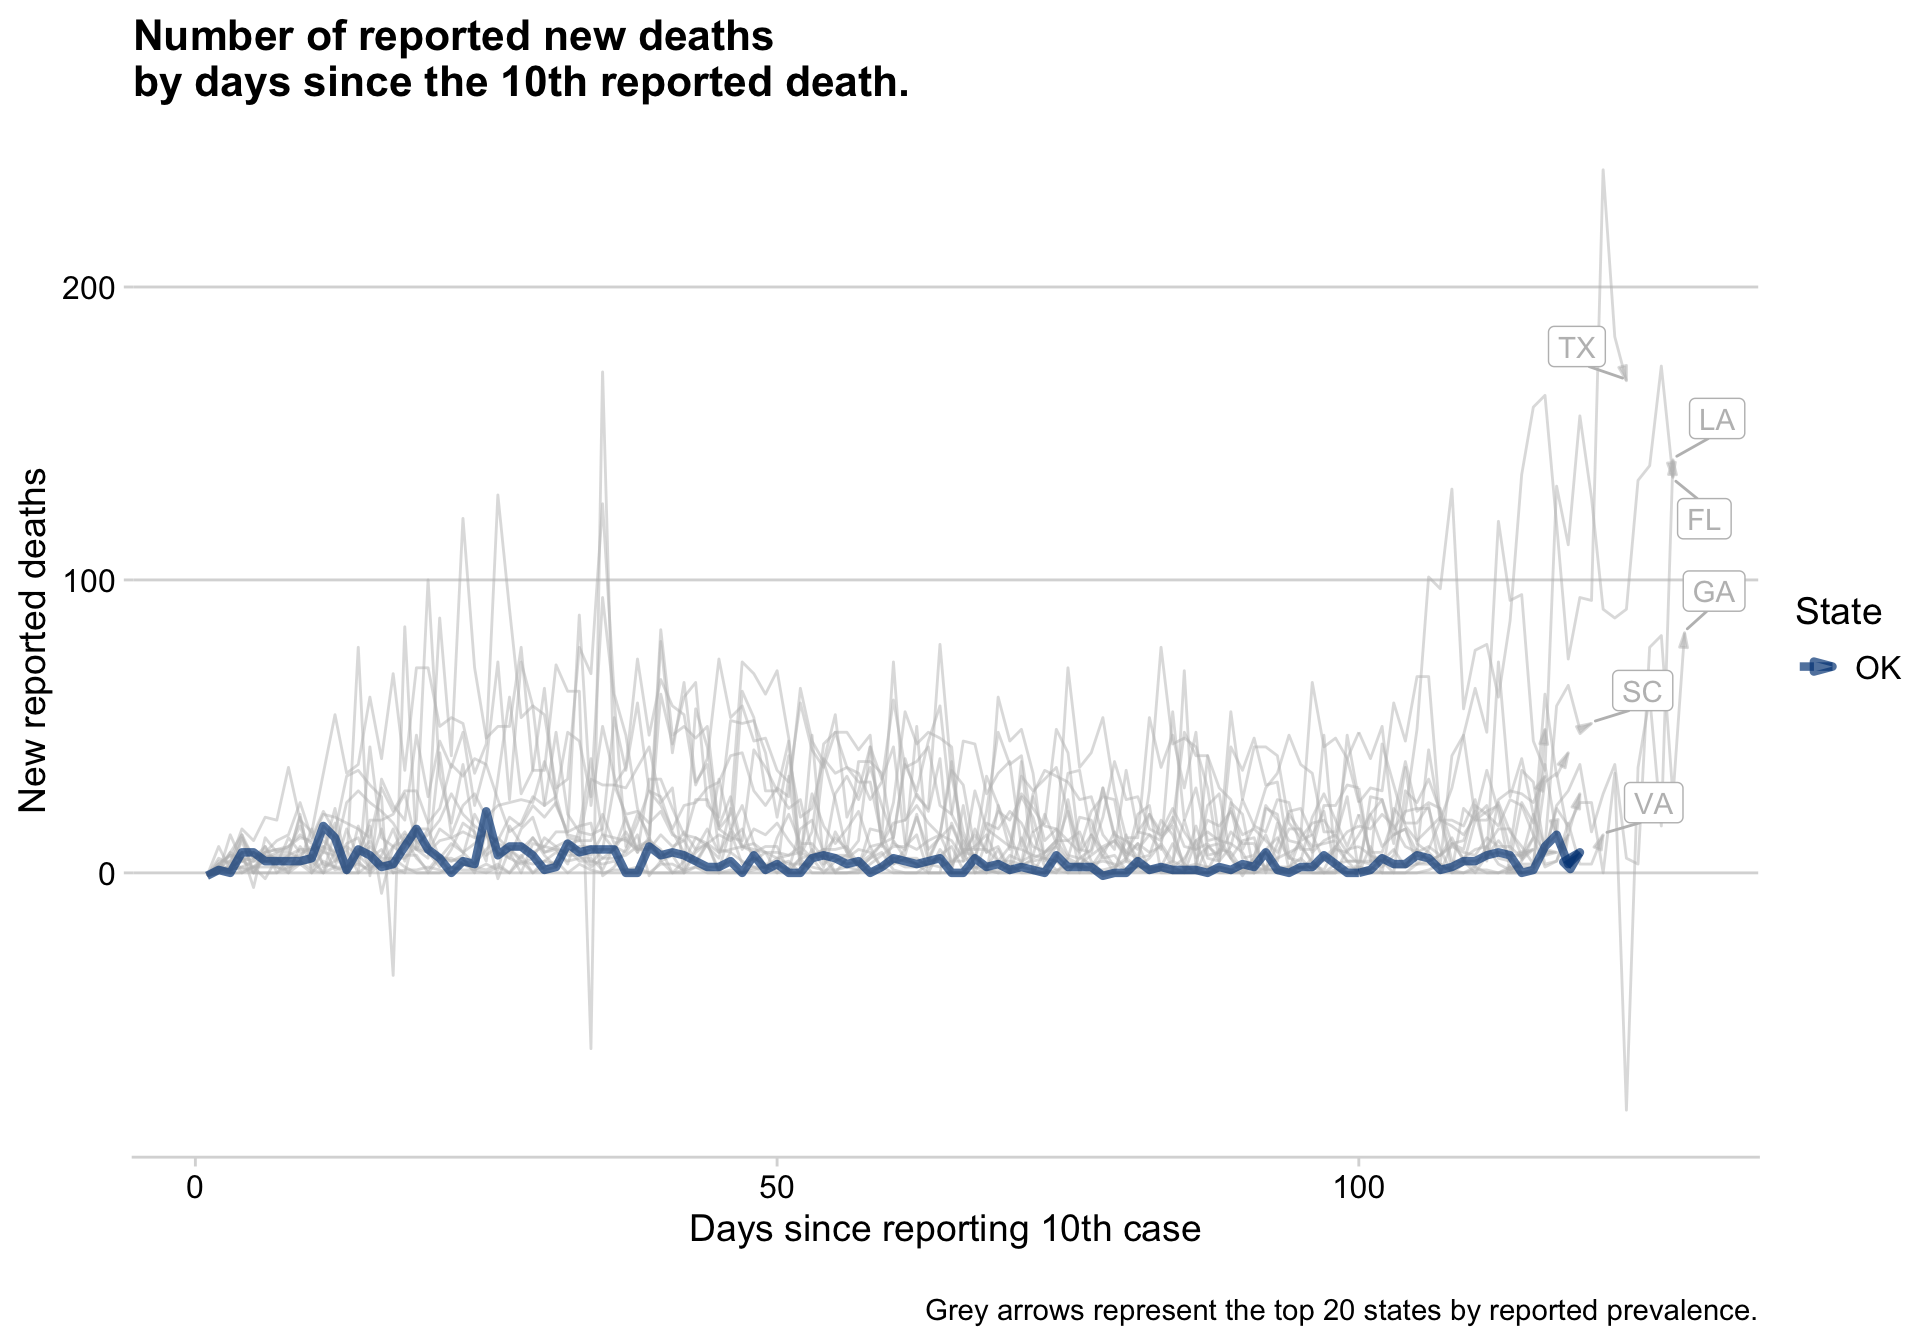 Number of reported new deaths
by days since the 10th reported death.
New reported deaths
200
100
0
TX
LA
FL
GA
SC
VA
State
OK
0
50
100
Days since reporting 10th case
Grey arrows represent the top 20 states by reported prevalence.